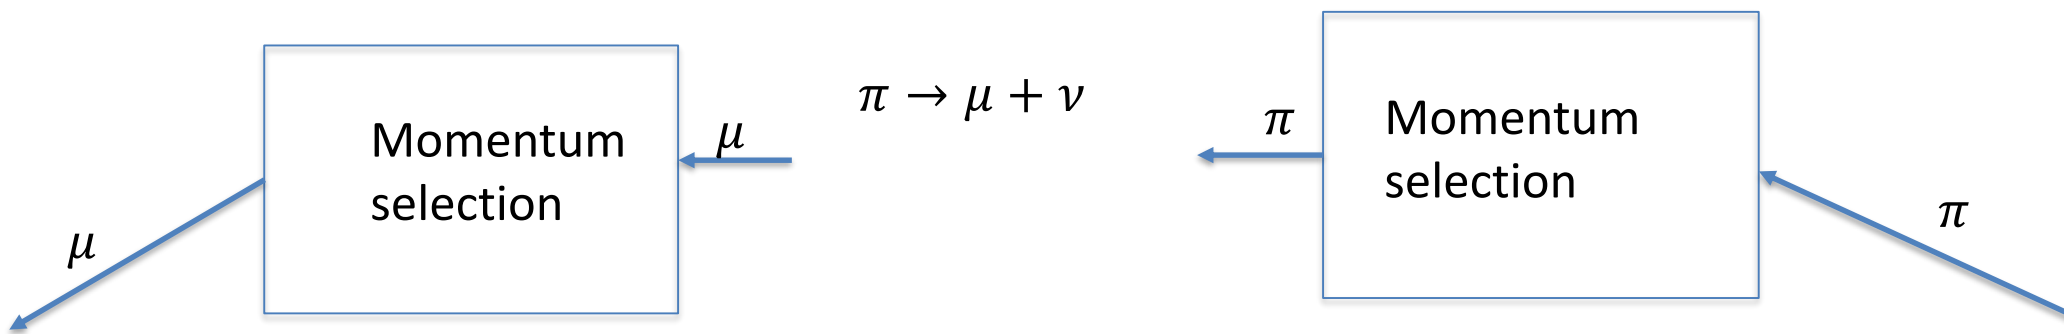 π → μ + ν
Momentum
selection
μ
π
Momentum
selection
μ
π